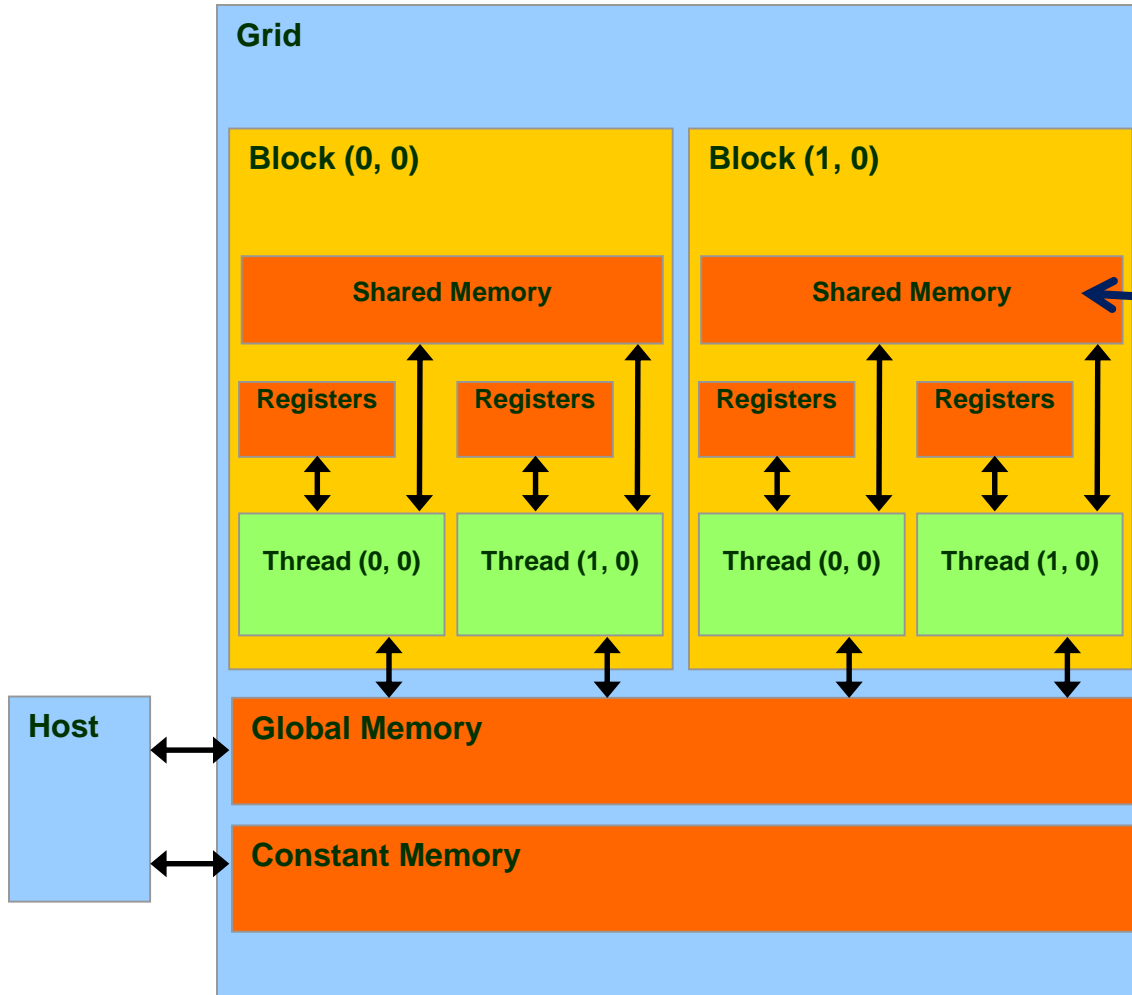 Grid
Block (0, 0)
Block (1, 0)
Shared Memory
Shared Memory
Registers
Registers
Registers
Registers
Thread (0, 0)
Thread (1, 0)
Thread (0, 0)
Thread (1, 0)
Host
Global Memory
Constant Memory